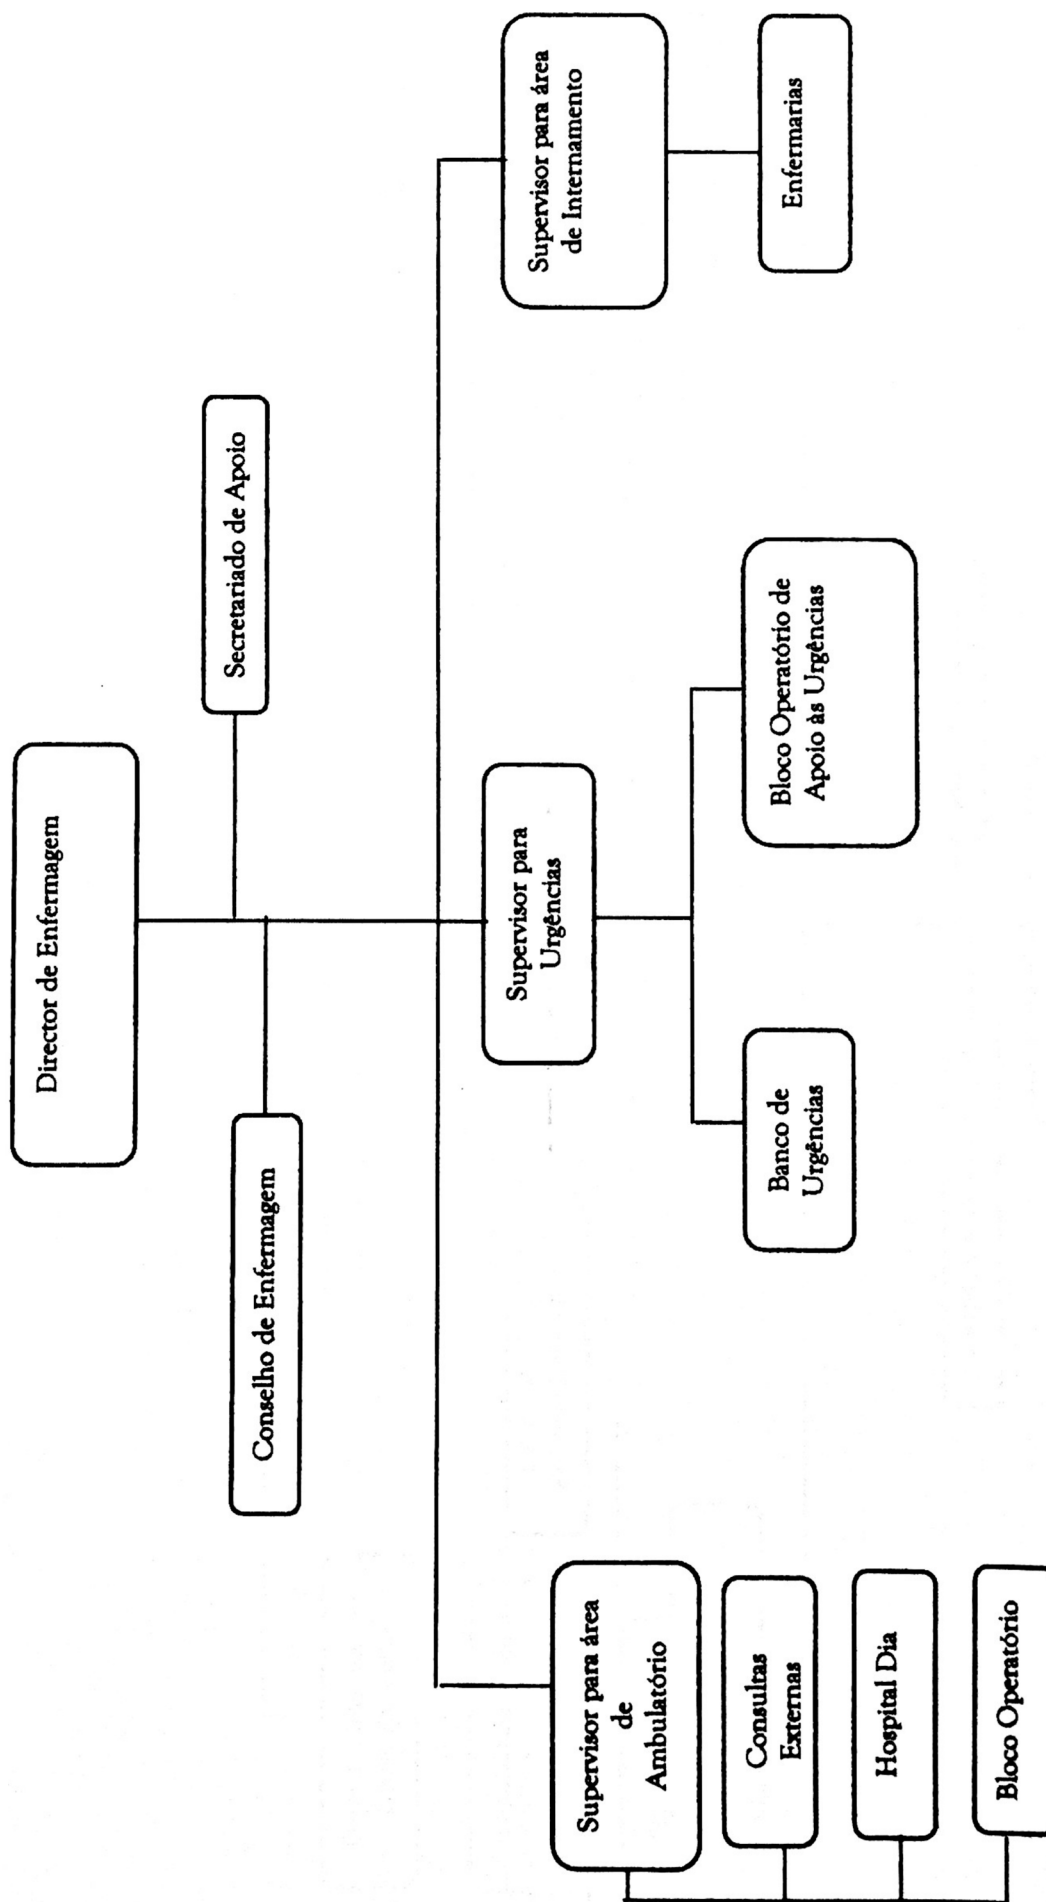 Director de Enfermagem
Secretariado de Apoio
Conselho de Enfermagem
Supervisor para área
de
Ambulatório
Supervisor para
Urgências
Supervisor para área
de Internamento
Consultas
Externas
Hospital Dia
Bloco Operatório
Banco de
Urgências
Bloco Operatório de
Apoio às Urgências
Enfermarias